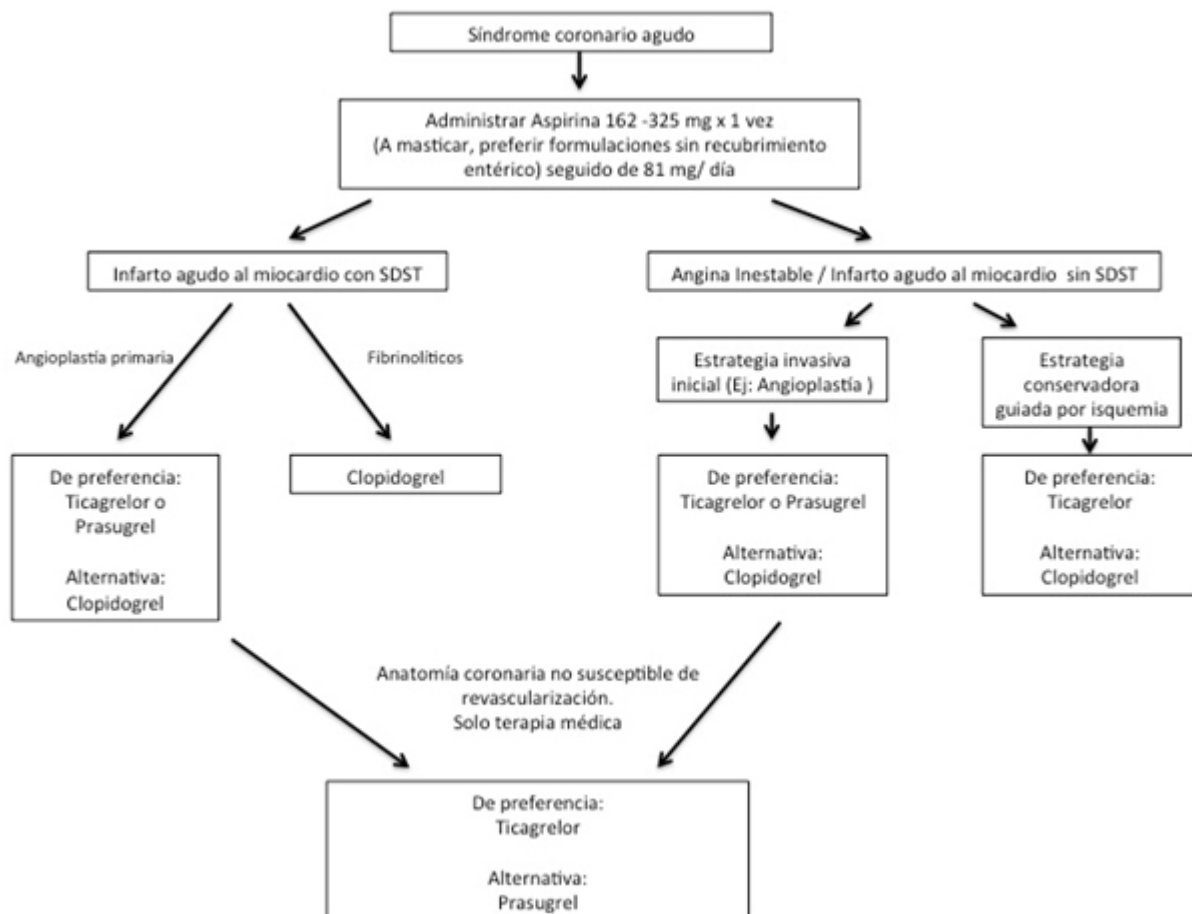 Síndrome coronario agudo
Administrar Aspirina 162 -325 mg x 1 vez
(A masticar, preferir formulaciones sin recubrimiento
entérico) seguido de 81 mg/ día
Infarto agudo al miocardio con SDST
Angina Inestable / Infarto agudo al miocardio sin SDST
Angioplastía primaria
Fibrinolíticos
Estrategia invasiva
inicial (Ej: Angioplastía )
Estrategia
conservadora
guiada por isquemia
De preferencia:
Ticagrelor o
Prasugrel
Alternativa:
Clopidogrel
Clopidogrel
De preferencia:
Ticagrelor o Prasugrel
Alternativa:
Clopidogrel
De preferencia:
Ticagrelor
Alternativa:
Clopidogrel
Anatomía coronaria no susceptible de
revascularización.
Solo terapia médica
De preferencia:
Ticagrelor
Alternativa:
Prasugrel